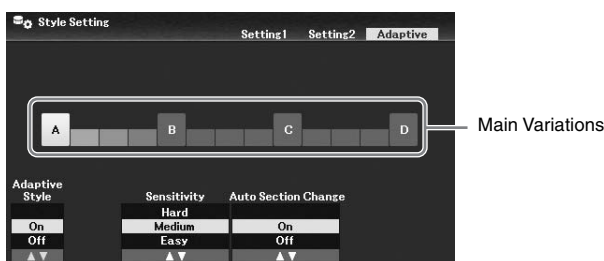 Style Setting
Setting1 Setting2 Adaptive
A B C D
Main Variations
Adaptive
Style
Sensitivity Auto Section Change
Hard
On Medium On
Off Easy Off